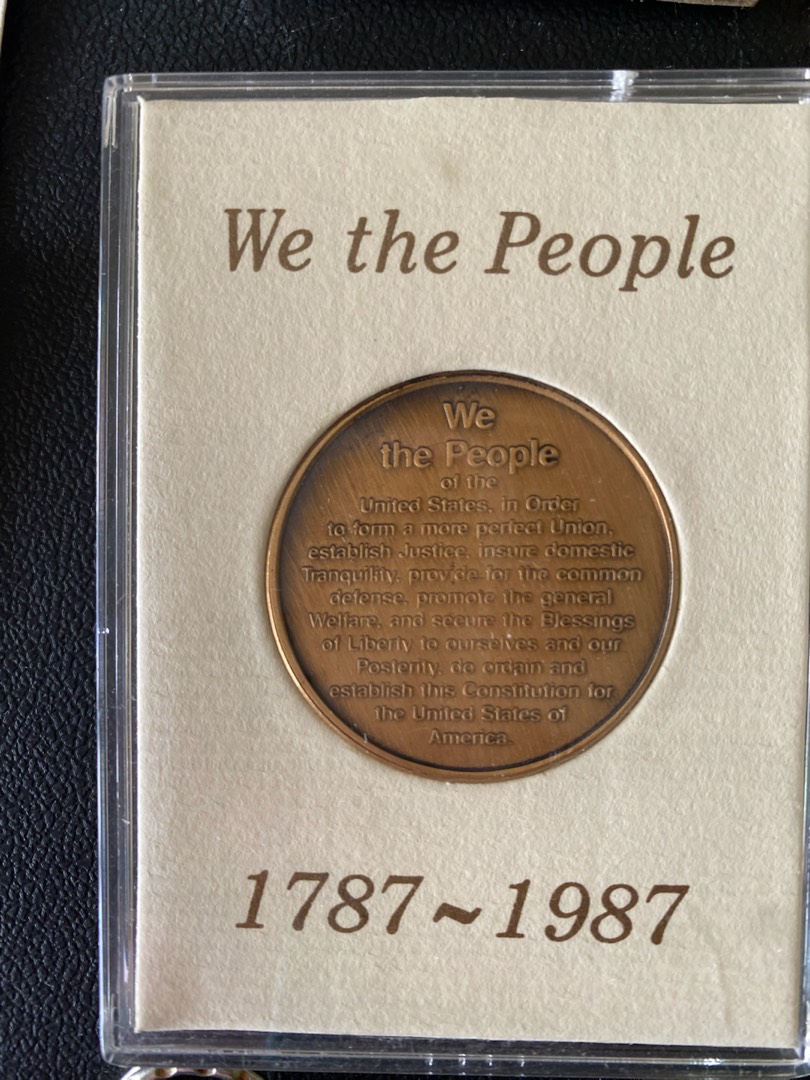 We the People
We
the People
of the
United States, in Order
to form a more perfect Union,
establish Justice, insure domestic
Tranquility, provide for the common
defense, promote the general
Welfare, and secure the Blessings
of Liberty to ourselves and our
Posterity, do ordain and
establish this Constitution for
the United States of
America.
1787~1987